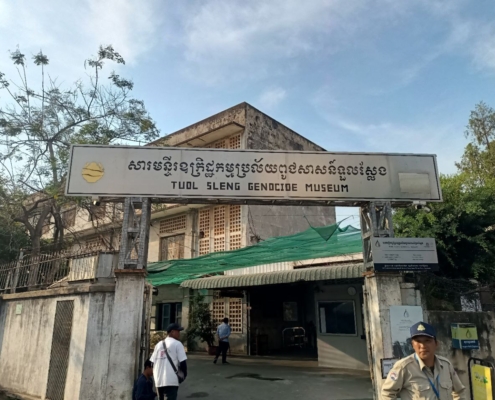 សារមន្ទីរឧក្រិដ្ឋកម្មប្រល័យពូជសាសន៍ទួលស្លែង
TUOL SLENG GENOCIDE MUSEUM